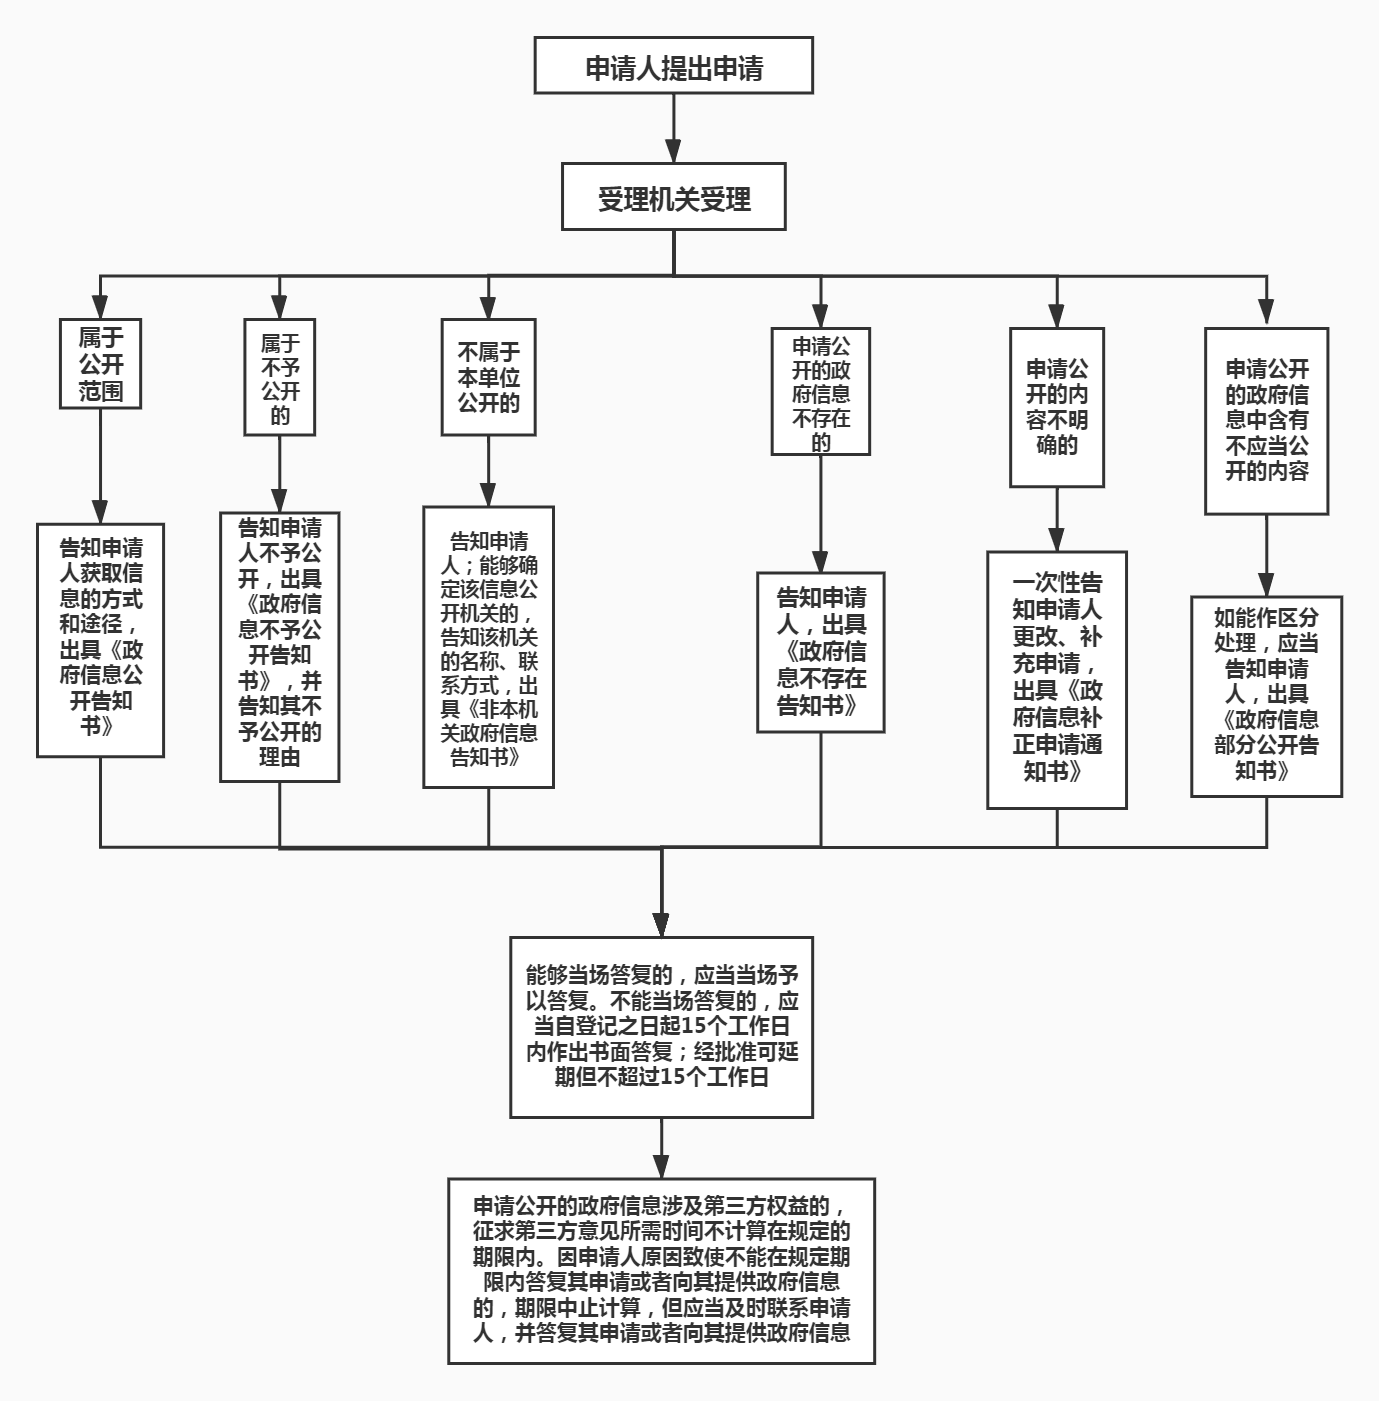 申请人提出申请
受理机关受理
属于
公开
范围
属于
不予
公开
的
不属于
本单位
公开的
申请公
开的政
府信息
不存在
的
申请公
开的内
容不明
确的
申请公开
的政府信
息中含有
不应当公
开的内容
告知申请
人获取信
息的方式
和途径，
出具《政
府信息公
开告知
书》
告知申请
人不予公
开，出具
《政府信
息不予公
开告知
书》，并
告知其不
予公开的
理由
告知申请
人；能够确
定该信息公
开机关的，
告知该机关
的名称、联
系方式，出
具《非本机
关政府信息
告知书》
告知申请
人，出具
《政府信
息不存在
告知书》
一次性告
知申请人
更改、补
充申请，
出具《政
府信息补
正申请通
知书》
如能作区分
处理，应当
告知申请
人，出具
《政府信息
部分公开告
知书》
能够当场答复的，应当当场予
以答复。不能当场答复的，应
当自登记之日起15个工作日
内作出书面答复；经批准可延
期但不超过15个工作日
申请公开的政府信息涉及第三方权益的，
征求第三方意见所需时间不计算在规定的
期限内。因申请人原因致使不能在规定期
限内答复其申请或者向其提供政府信息
的，期限中止计算，但应当及时联系申请
人，并答复其申请或者向其提供政府信息